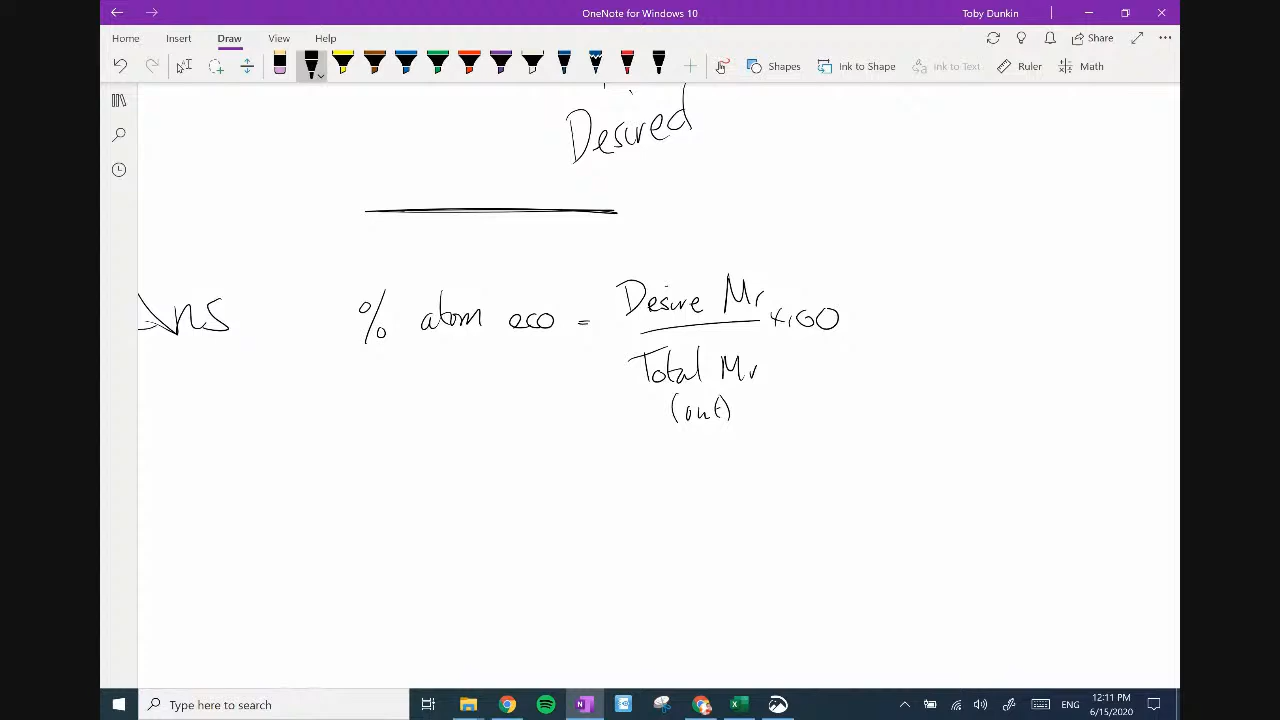 OneNote for Windows 10
Toby Dunkin
Home Insert Draw View Help
Share
Shapes Ink to Shape Ink to Text Ruler Math
Desired
Ans
% atom eco = Desire Mr x100
Total Mr
(out)
Type here to search
ENG
12:11 PM
6/15/2020